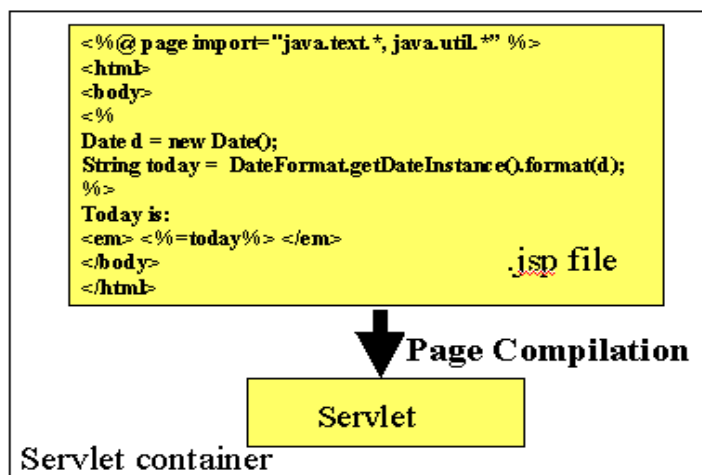 <%@ page import="java.text.*, java.util.*" %>
<html>
<body>
<%
Date d = new Date();
String today = DateFormat.getDateInstance().format(d);
%>
Today is:
<em> <%=today%> </em>
</body>
</html>
.jsp file
Page Compilation
Servlet
Servlet container